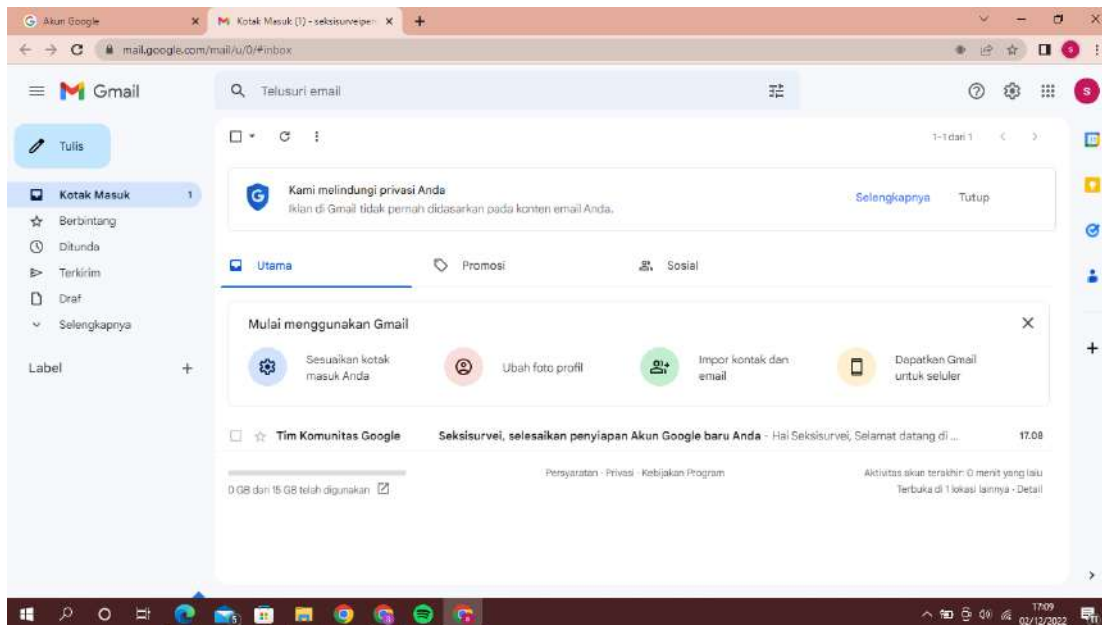 Akun Google
Kotak Masuk (1) - seksisurveipen
mail.google.com/mail/u/0/#inbox
S
Gmail
Telusuri email
S
Tulis
1-1 dari 1
Kotak Masuk 1
Berbintang
Ditunda
Terkirim
Draf
Selengkapnya
Label
Kami melindungi privasi Anda
Iklan di Gmail tidak pernah didasarkan pada konten email Anda.
Selengkapnya Tutup
Utama Promosi Sosial
Mulai menggunakan Gmail
Sesuaikan kotak
masuk Anda
Ubah foto profil
Impor kontak dan
email
Dapatkan Gmail
untuk seluler
Tim Komunitas Google Seksisurvei, selesaikan penyiapan Akun Google baru Anda - Hai Seksisurvei, Selamat datang di ... 17.08
0 GB dari 15 GB telah digunakan
Persyaratan · Privasi · Kebijakan Program
Aktivitas akun terakhir: 0 menit yang lalu
Terbuka di 1 lokasi lainnya · Detail
17:09
02/12/2022